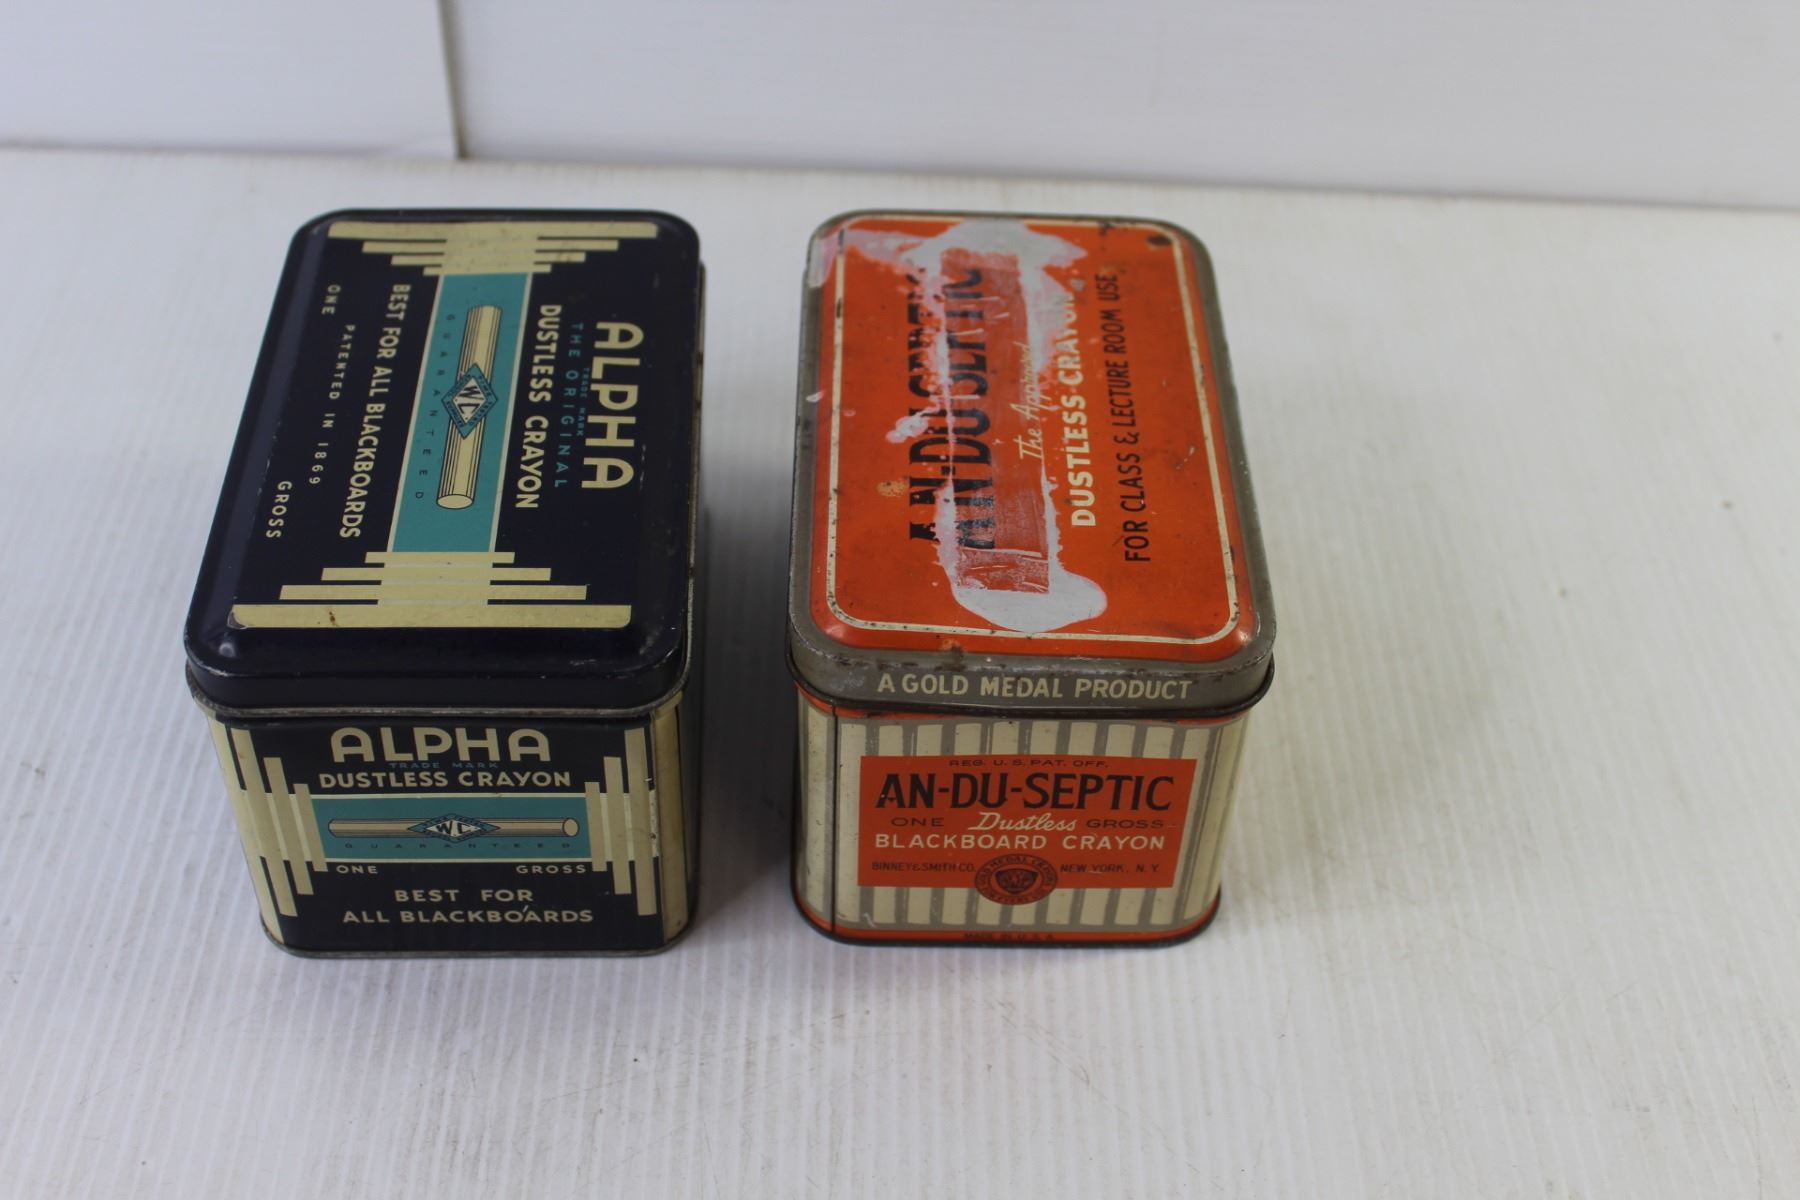 ALPHA
TRADE MARK
THE ORIGINAL
DUSTLESS CRAYON
GUARANTEED
W.C.
BEST FOR ALL BLACKBOARDS
PATENTED IN 1869
ONE GROSS
ALPHA
TRADE MARK
DUSTLESS CRAYON
W.C.
GUARANTEED
ONE GROSS
BEST FOR
ALL BLACKBOARDS
AN-DU-SEPTIC
The Approved
DUSTLESS CRAYON
FOR CLASS & LECTURE ROOM USE
A GOLD MEDAL PRODUCT
REG. U.S. PAT. OFF.
AN-DU-SEPTIC
ONE Dustless GROSS
BLACKBOARD CRAYON
BINNEY & SMITH CO. NEW YORK, N.Y.
MADE IN U.S.A.